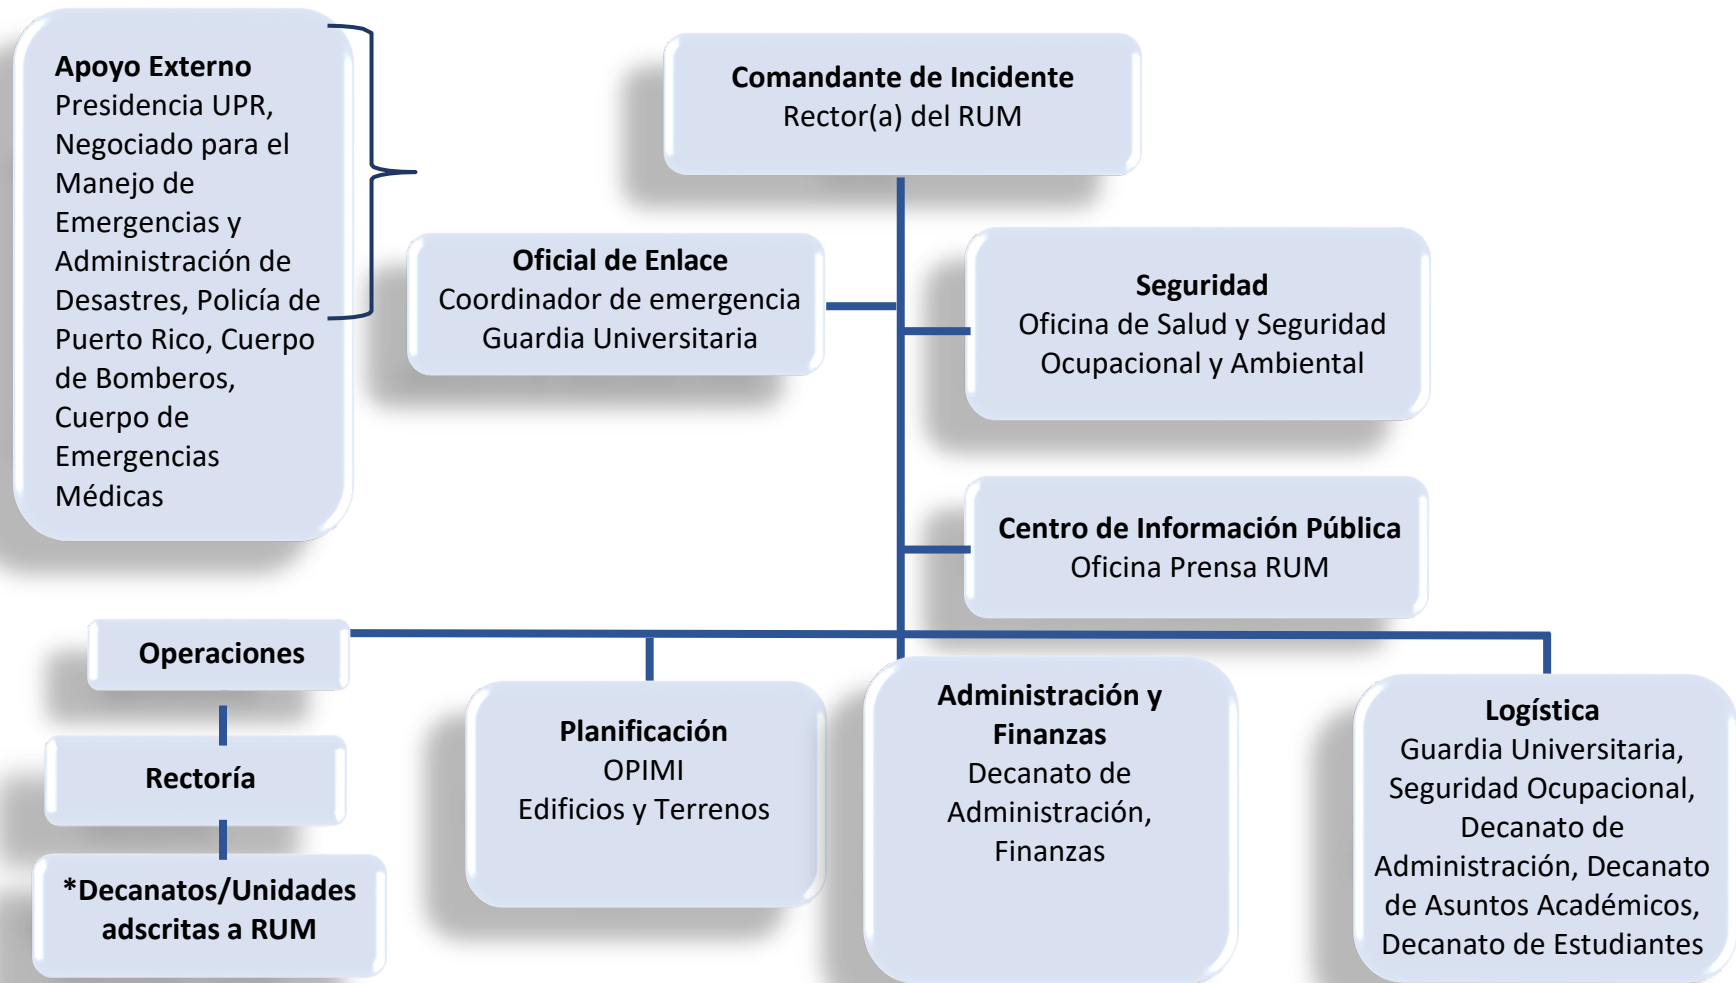 Apoyo Externo
Presidencia UPR,
Negociado para el
Manejo de
Emergencias y
Administración de
Desastres, Policía de
Puerto Rico, Cuerpo
de Bomberos,
Cuerpo de
Emergencias
Médicas
Comandante de Incidente
Rector(a) del RUM
Oficial de Enlace
Coordinador de emergencia
Guardia Universitaria
Seguridad
Oficina de Salud y Seguridad
Ocupacional y Ambiental
Centro de Información Pública
Oficina Prensa RUM
Operaciones
Rectoría
*Decanatos/Unidades
adscritas a RUM
Planificación
OPIMI
Edificios y Terrenos
Administración y
Finanzas
Decanato de
Administración,
Finanzas
Logística
Guardia Universitaria,
Seguridad Ocupacional,
Decanato de
Administración, Decanato
de Asuntos Académicos,
Decanato de Estudiantes